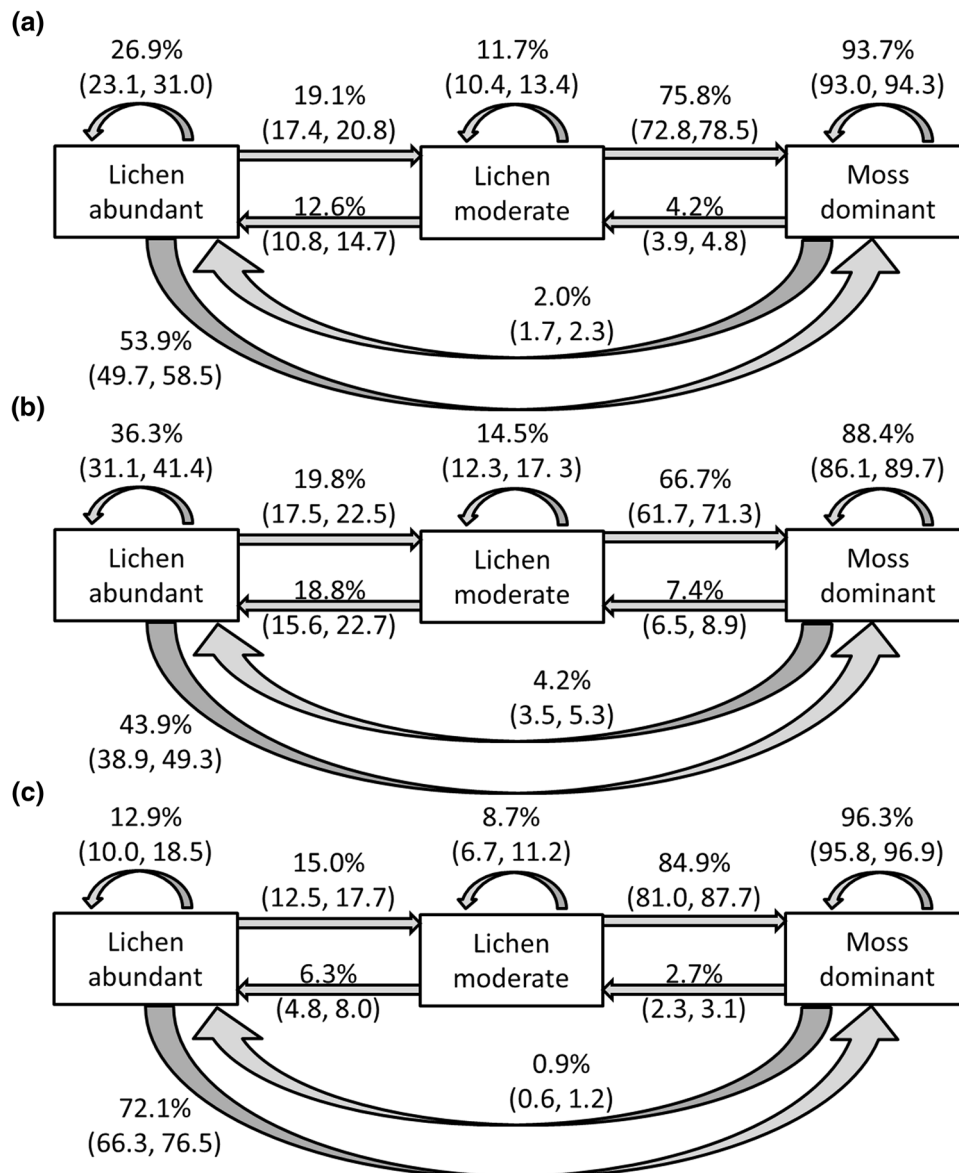 (a)
26.9%
(23.1, 31.0)
19.1%
(17.4, 20.8)
11.7%
(10.4, 13.4)
75.8%
(72.8,78.5)
93.7%
(93.0, 94.3)
Lichen
abundant
12.6%
(10.8, 14.7)
Lichen
moderate
4.2%
(3.9, 4.8)
Moss
dominant
2.0%
(1.7, 2.3)
53.9%
(49.7, 58.5)
(b)
36.3%
(31.1, 41.4)
19.8%
(17.5, 22.5)
14.5%
(12.3, 17. 3)
66.7%
(61.7, 71.3)
88.4%
(86.1, 89.7)
Lichen
abundant
18.8%
(15.6, 22.7)
Lichen
moderate
7.4%
(6.5, 8.9)
Moss
dominant
4.2%
(3.5, 5.3)
43.9%
(38.9, 49.3)
(c)
12.9%
(10.0, 18.5)
15.0%
(12.5, 17.7)
8.7%
(6.7, 11.2)
84.9%
(81.0, 87.7)
96.3%
(95.8, 96.9)
Lichen
abundant
6.3%
(4.8, 8.0)
Lichen
moderate
2.7%
(2.3, 3.1)
Moss
dominant
0.9%
(0.6, 1.2)
72.1%
(66.3, 76.5)